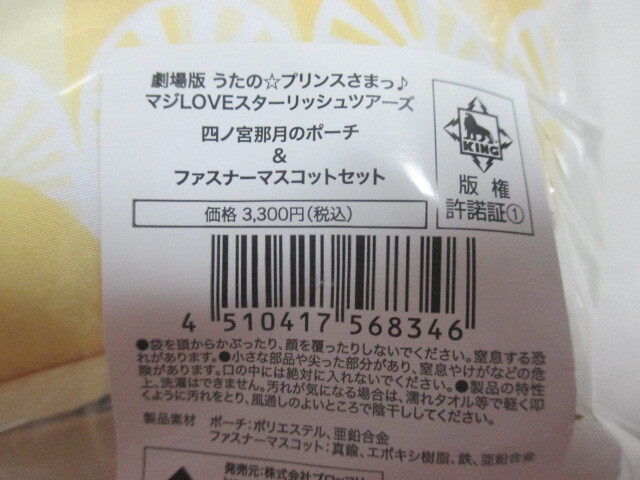 劇場版 うたの☆プリンスさまっ♪
マジLOVEスターリッシュツアーズ
四ノ宮那月のポーチ
&
ファスナーマスコットセット
価格 3,300円(税込)
KING
版権
許諾証①
4 510417 568346
●袋を頭からかぶったり、顔を覆ったりしないでください。窒息する恐
れがあります。●小さな部品や尖った部分があり、窒息やけがなどの危
険があります。口の中には絶対に入れないでください。●製品の特性
上、洗濯はできません。汚れが気になる場合は、濡れタオル等で軽く叩
くように汚れをとり、風通しのよいところで陰干ししてください。
製品素材 ポーチ:ポリエステル、亜鉛合金
ファスナーマスコット:真鍮、エポキシ樹脂、鉄、亜鉛合金
発売元:株式会社ブロッコリー